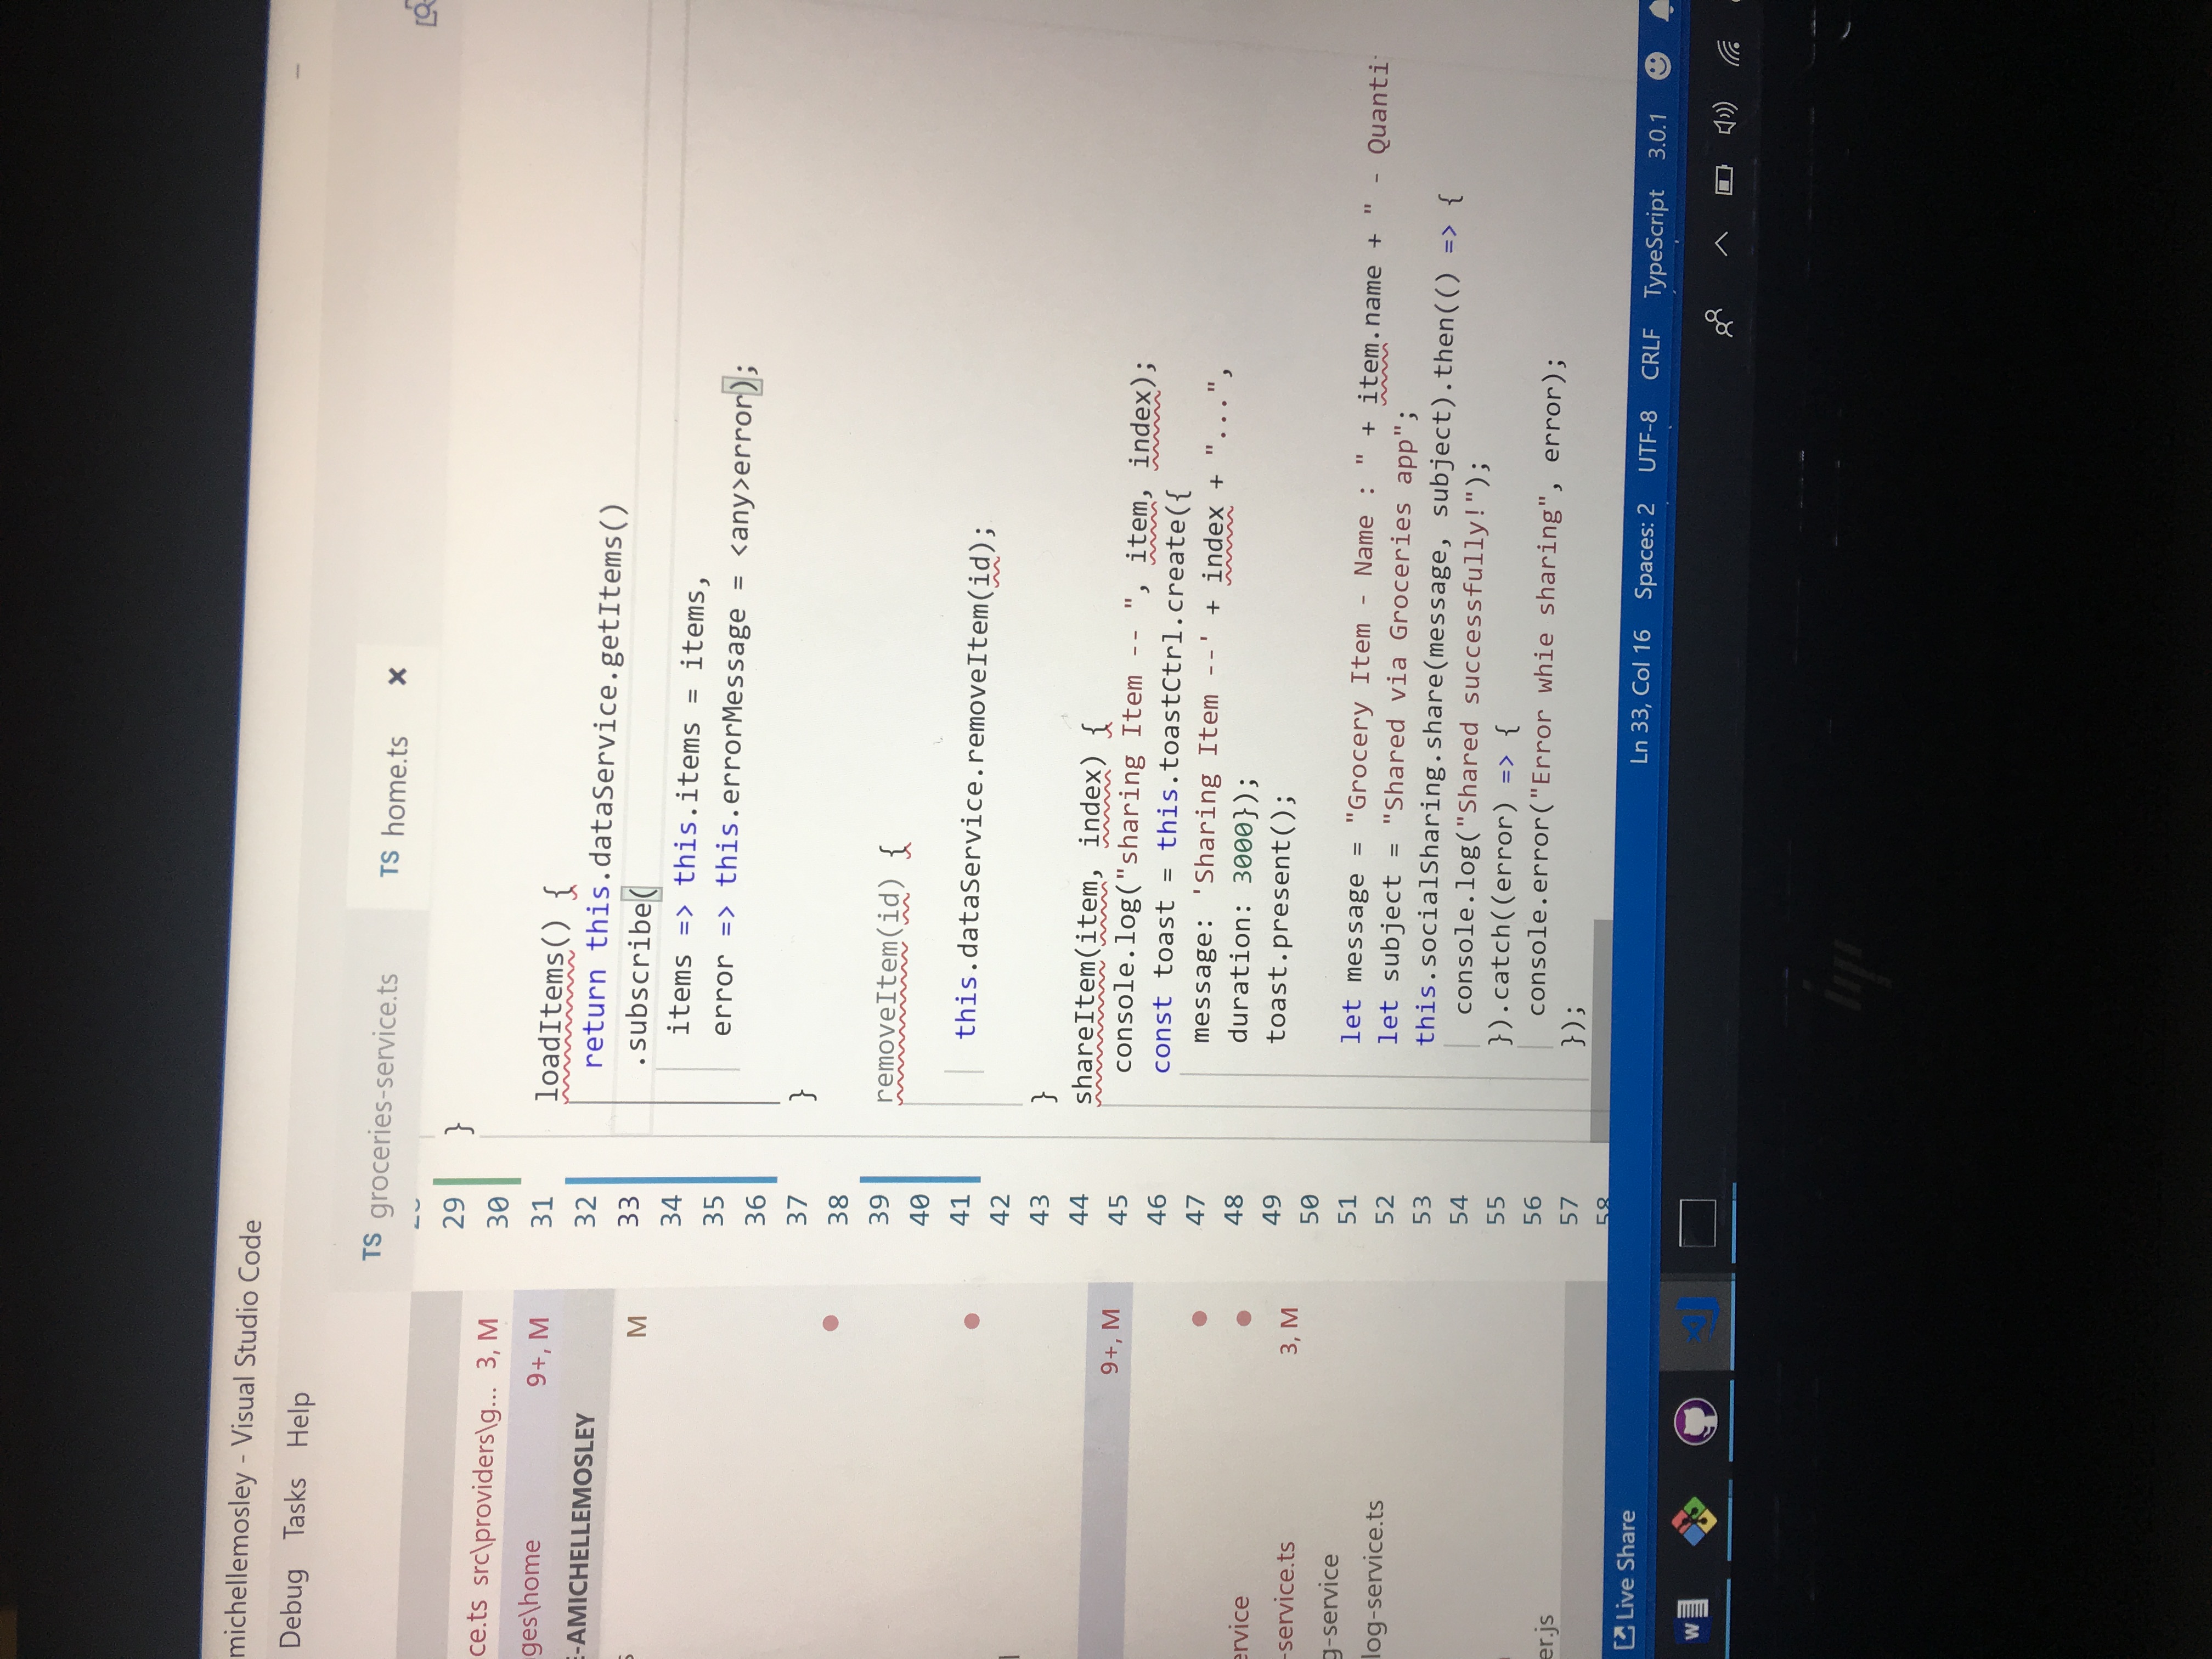 michellemosley - Visual Studio Code
Debug Tasks Help
TS groceries-service.ts TS home.ts ×
29 }
30
31 loadItems() {
32 return this.dataService.getItems()
33 .subscribe(
34 items => this.items = items,
35 error => this.errorMessage = <any>error);
36
37 }
38
39 removeItem(id) {
40
41 this.dataService.removeItem(id);
42
43 }
44 shareItem(item, index) {
45 console.log("sharing Item -- ", item, index);
46 const toast = this.toastCtrl.create({
47 message: 'Sharing Item --' + index + "...",
48 duration: 3000});
49 toast.present();
50
51 let message = "Grocery Item - Name : " + item.name + " - Quanti
52 let subject = "Shared via Groceries app";
53 this.socialSharing.share(message, subject).then(() => {
54 console.log("Shared successfully!");
55 }).catch((error) => {
56 console.error("Error whie sharing", error);
57 });
58
ce.ts src\providers\g... 3, M
ges\home 9+, M
E-AMICHELLEMOSLEY
s M
9+, M
ervice
-service.ts 3, M
g-service
log-service.ts
er.js
Live Share
Ln 33, Col 16 Spaces: 2 UTF-8 CRLF TypeScript 3.0.1
W
hp